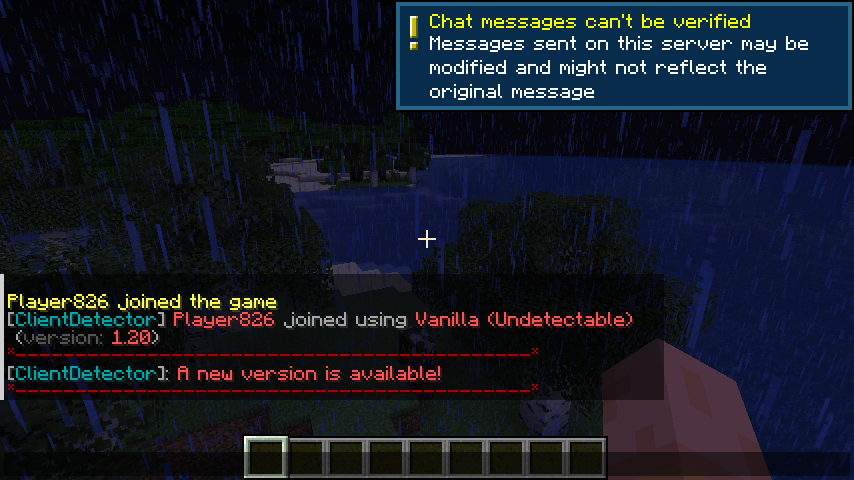 Chat messages can't be verified
Messages sent on this server may be
modified and might not reflect the
original message
Player826 joined the game
[ClientDetector] Player826 joined using Vanilla (Undetectable)
(version: 1.20)
×_____________________________________________×
[ClientDetector]: A new version is available!
×_____________________________________________×